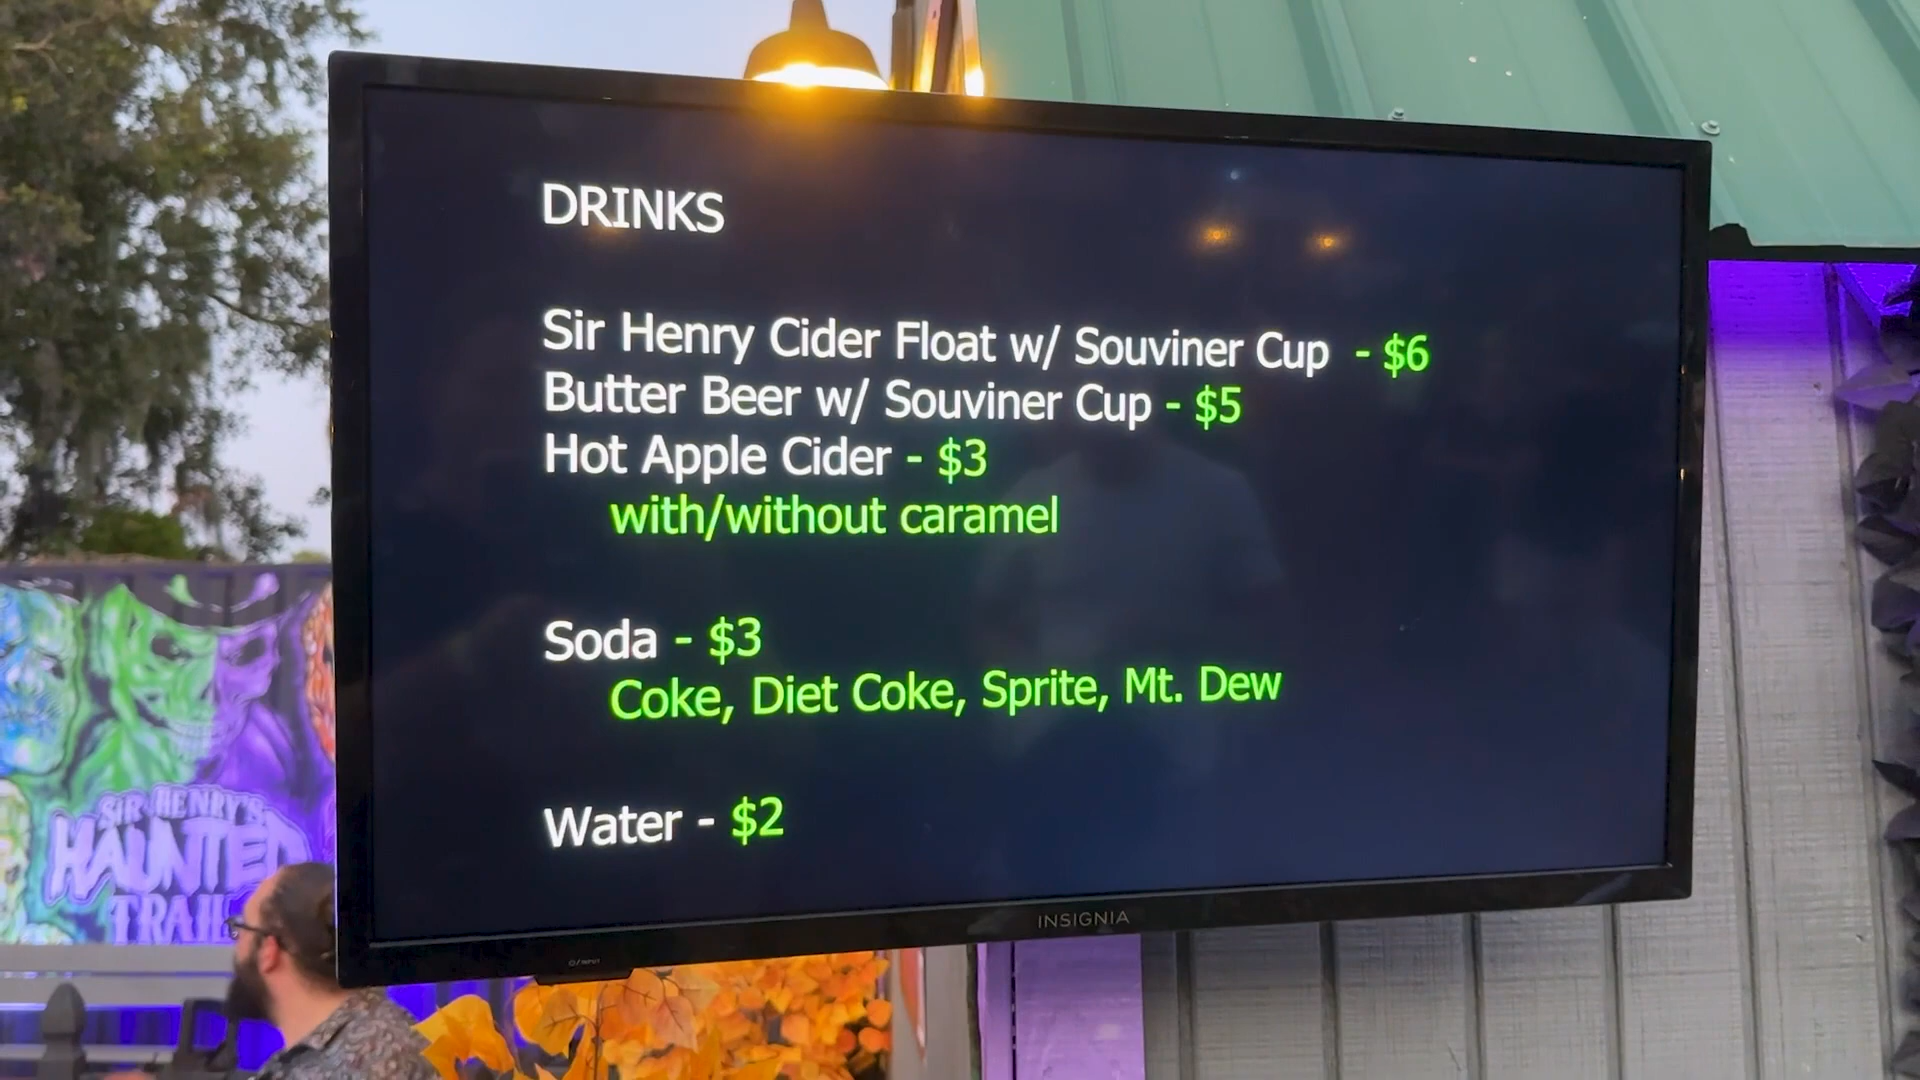 DRINKS
Sir Henry Cider Float w/ Souviner Cup - $6
Butter Beer w/ Souviner Cup - $5
Hot Apple Cider - $3
with/without caramel
Soda - $3
Coke, Diet Coke, Sprite, Mt. Dew
Water - $2
INSIGNIA
SIR HENRY'S
HAUNTED
TRAIL